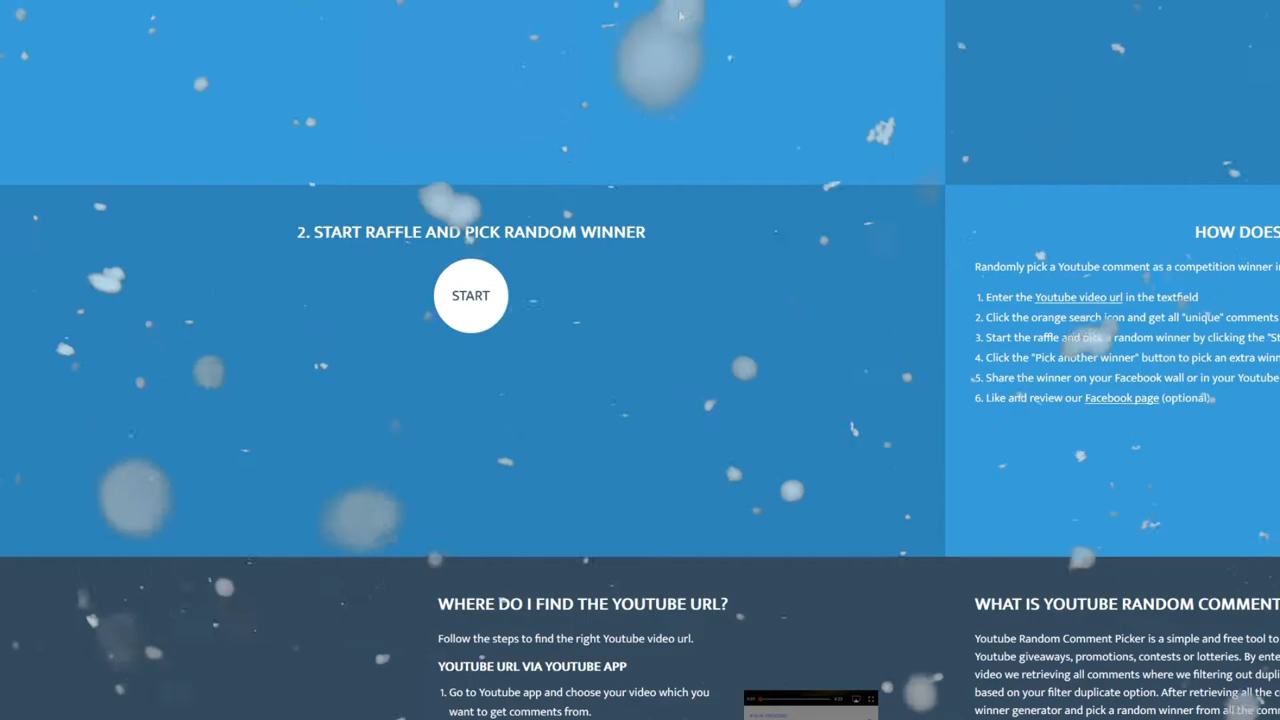 2. START RAFFLE AND PICK RANDOM WINNER
START
HOW DOES
Randomly pick a Youtube comment as a competition winner i
1. Enter the Youtube video url in the textfield
2. Click the orange search icon and get all "unique" comments
3. Start the raffle and pick a random winner by clicking the "St
4. Click the "Pick another winner" button to pick an extra winn
5. Share the winner on your Facebook wall or in your Youtube
6. Like and review our Facebook page (optional).
WHERE DO I FIND THE YOUTUBE URL?
Follow the steps to find the right Youtube video url.
YOUTUBE URL VIA YOUTUBE APP
1. Go to Youtube app and choose your video which you
want to get comments from.
WHAT IS YOUTUBE RANDOM COMMENT
Youtube Random Comment Picker is a simple and free tool to
Youtube giveaways, promotions, contests or lotteries. By ente
video we retrieving all comments where we filtering out dupli
based on your filter duplicate option. After retrieving all the c
winner generator and pick a random winner from all the com